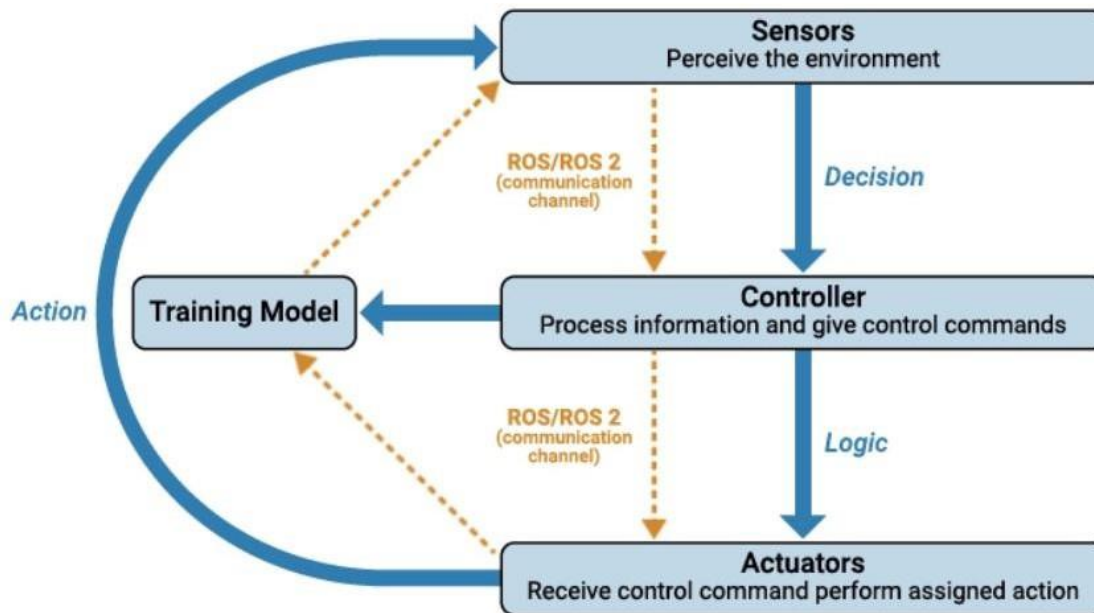 Sensors
Perceive the environment
ROS/ROS 2
(communication
channel)
Decision
Action
Training Model
Controller
Process information and give control commands
ROS/ROS 2
(communication
channel)
Logic
Actuators
Receive control command perform assigned action